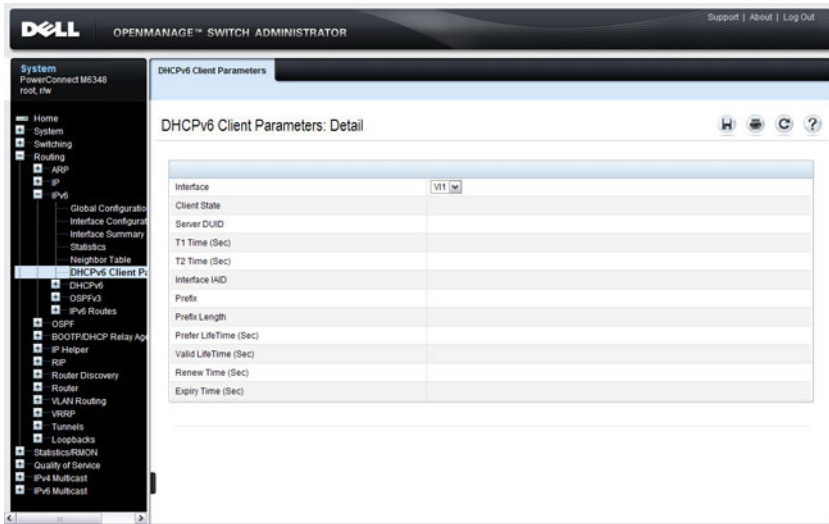 Support | About | Log Out
DELL OPENMANAGE™ SWITCH ADMINISTRATOR
System
PowerConnect M6348
root, r/w
DHCPv6 Client Parameters
Home
System
Switching
Routing
ARP
IP
IPv6
Global Configuratio
Interface Configurat
Interface Summary
Statistics
Neighbor Table
DHCPv6 Client Pa
DHCPv6
OSPFv3
IPv6 Routes
OSPF
BOOTP/DHCP Relay Age
IP Helper
RIP
Router Discovery
Router
VLAN Routing
VRRP
Tunnels
Loopbacks
Statistics/RMON
Quality of Service
IPv4 Multicast
IPv6 Multicast
DHCPv6 Client Parameters: Detail
Interface Vl1
Client State
Server DUID
T1 Time (Sec)
T2 Time (Sec)
Interface IAID
Prefix
Prefix Length
Prefer LifeTime (Sec)
Valid LifeTime (Sec)
Renew Time (Sec)
Expiry Time (Sec)